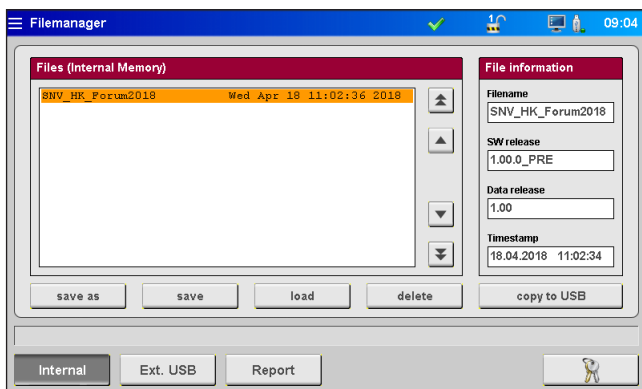 Filemanager
09:04
Files (Internal Memory)
SNV_HK_Forum2018 Wed Apr 18 11:02:36 2018
File information
Filename
SNV_HK_Forum2018
SW release
1.00.0_PRE
Data release
1.00
Timestamp
18.04.2018 11:02:34
save as
save
load
delete
copy to USB
Internal
Ext. USB
Report